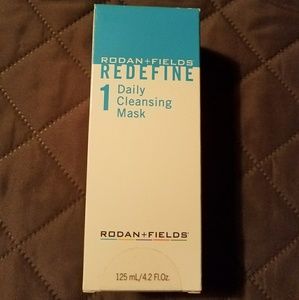 RODAN+FIELDS®
REDEFINE
1 Daily
Cleansing
Mask
RODAN+FIELDS®
125 mL/4.2 Fl.Oz.